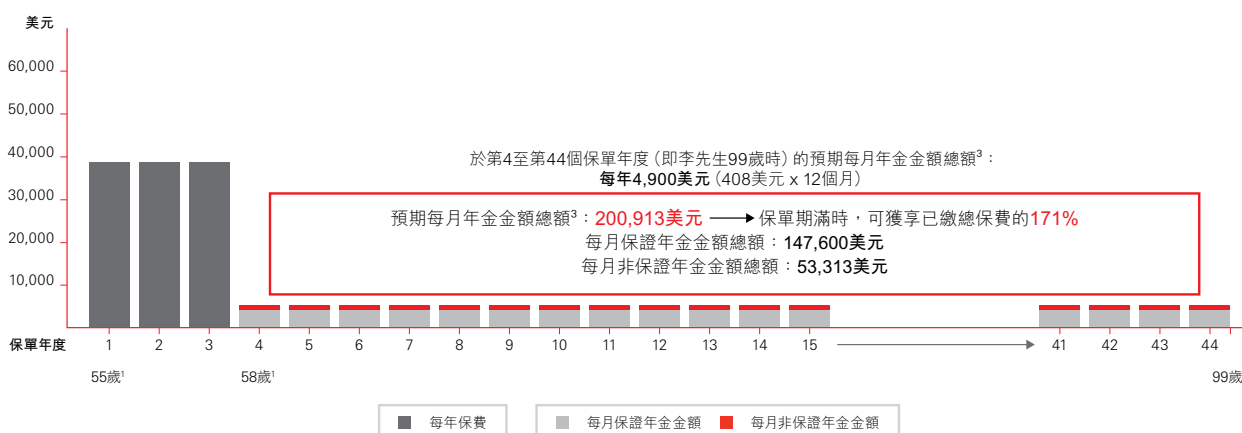 美元
60,000
50,000
40,000
30,000
20,000
10,000
於第4至第44個保單年度 (即李先生99歲時) 的預期每月年金金額總額³：
每年4,900美元 (408美元 x 12個月)
預期每月年金金額總額³：200,913美元 → 保單期滿時，可獲享已繳總保費的171%
每月保證年金金額總額：147,600美元
每月非保證年金金額總額：53,313美元
保單年度 1 2 3 4 5 6 7 8 9 10 11 12 13 14 15 41 42 43 44
55歲¹ 58歲¹ 99歲
每年保費 每月保證年金金額 每月非保證年金金額